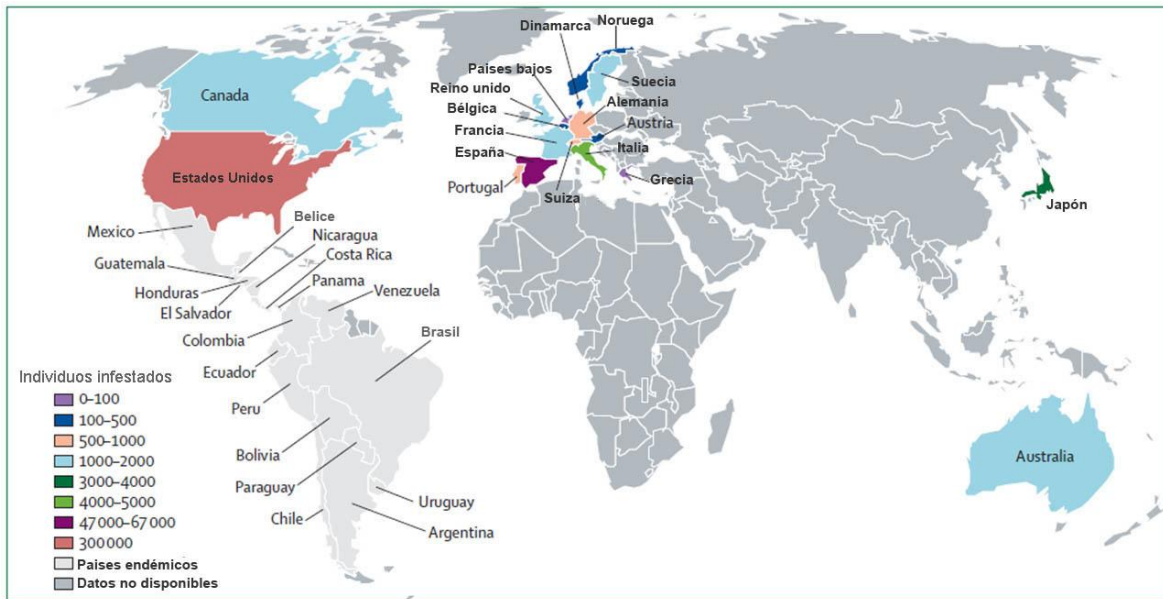 Noruega
Dinamarca
Paises bajos
Suecia
Reino unido
Alemania
Canada
Bélgica
Austria
Francia
Italia
España
Estados Unidos
Grecia
Portugal
Suiza
Japón
Belice
Mexico
Nicaragua
Costa Rica
Guatemala
Panama
Honduras
Venezuela
El Salvador
Brasil
Colombia
Ecuador
Individuos infestados
0–100
Peru
100–500
500–1000
Bolivia
1000–2000
Australia
3000–4000
Paraguay
4000–5000
Uruguay
47 000–67 000
Chile
Argentina
300 000
Paises endémicos
Datos no disponibles